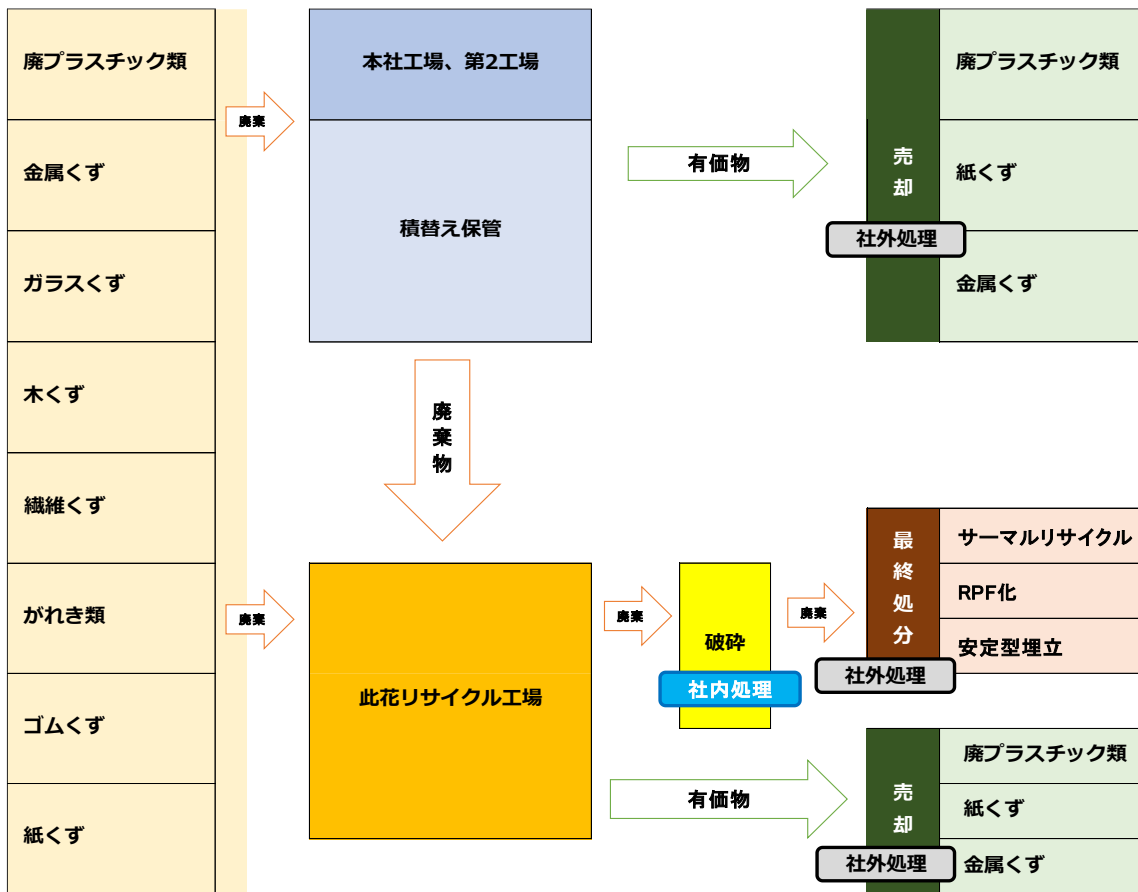 廃プラスチック類
金属くず
ガラスくず
木くず
繊維くず
がれき類
ゴムくず
紙くず
廃棄
本社工場、第2工場
積替え保管
有価物
売却
社外処理
廃プラスチック類
紙くず
金属くず
廃棄物
廃棄
此花リサイクル工場
廃棄
破砕
社内処理
廃棄
最終処分
社外処理
サーマルリサイクル
RPF化
安定型埋立
有価物
売却
社外処理
廃プラスチック類
紙くず
金属くず